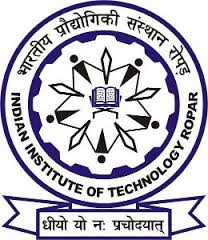 भारतीय प्रौद्योगिकी संस्थान रोपड़
INDIAN INSTITUTE OF TECHNOLOGY ROPAR
धीयो यो नः प्रचोदयात्